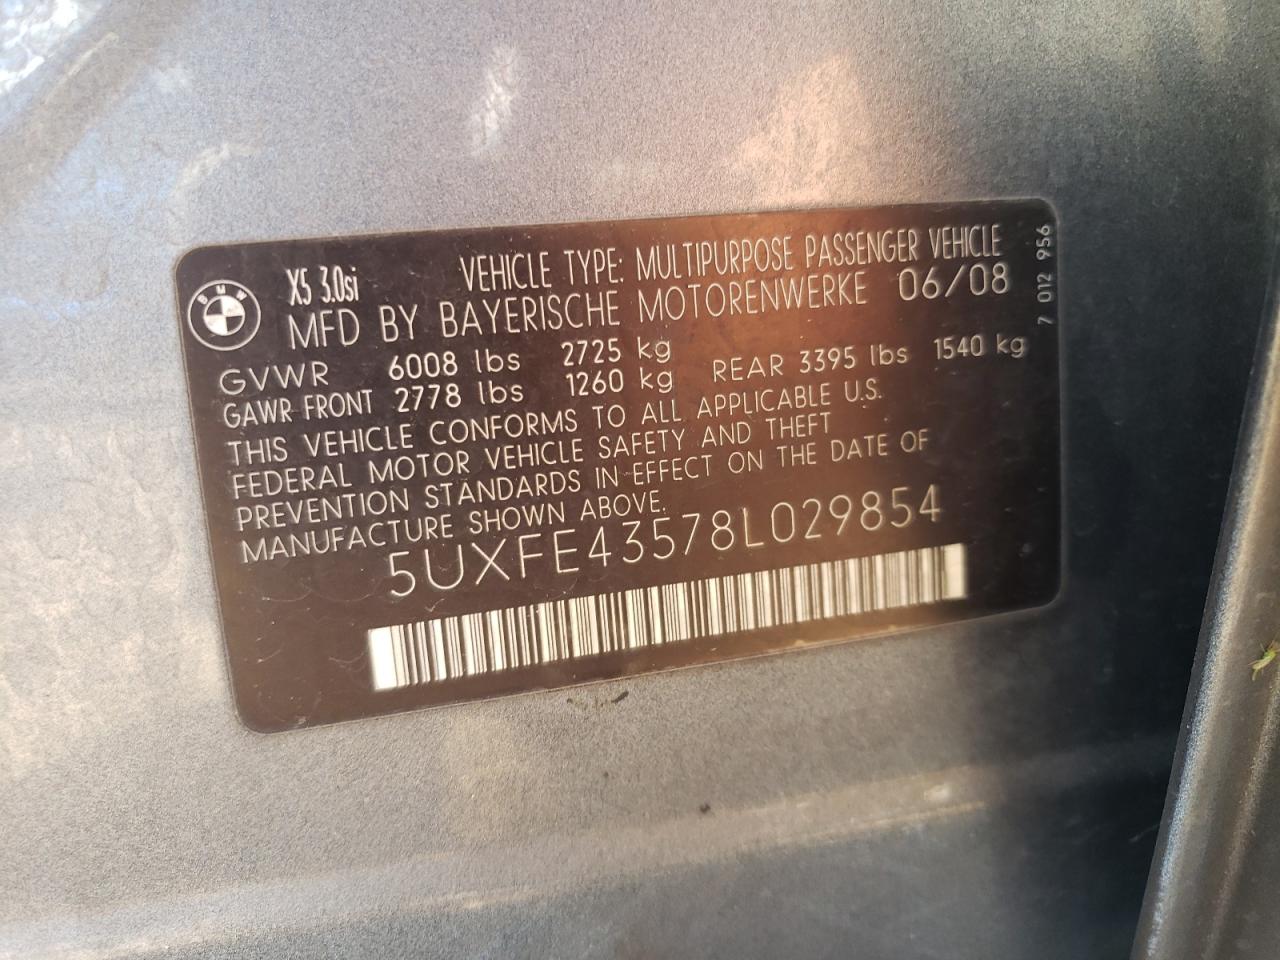 BMW
X5 3.0si VEHICLE TYPE: MULTIPURPOSE PASSENGER VEHICLE
MFD BY BAYERISCHE MOTORENWERKE 06/08
GVWR 6008 lbs 2725 kg
GAWR FRONT 2778 lbs 1260 kg REAR 3395 lbs 1540 kg
THIS VEHICLE CONFORMS TO ALL APPLICABLE U.S.
FEDERAL MOTOR VEHICLE SAFETY AND THEFT
PREVENTION STANDARDS IN EFFECT ON THE DATE OF
MANUFACTURE SHOWN ABOVE.
5UXFE43578L029854
7 012 956